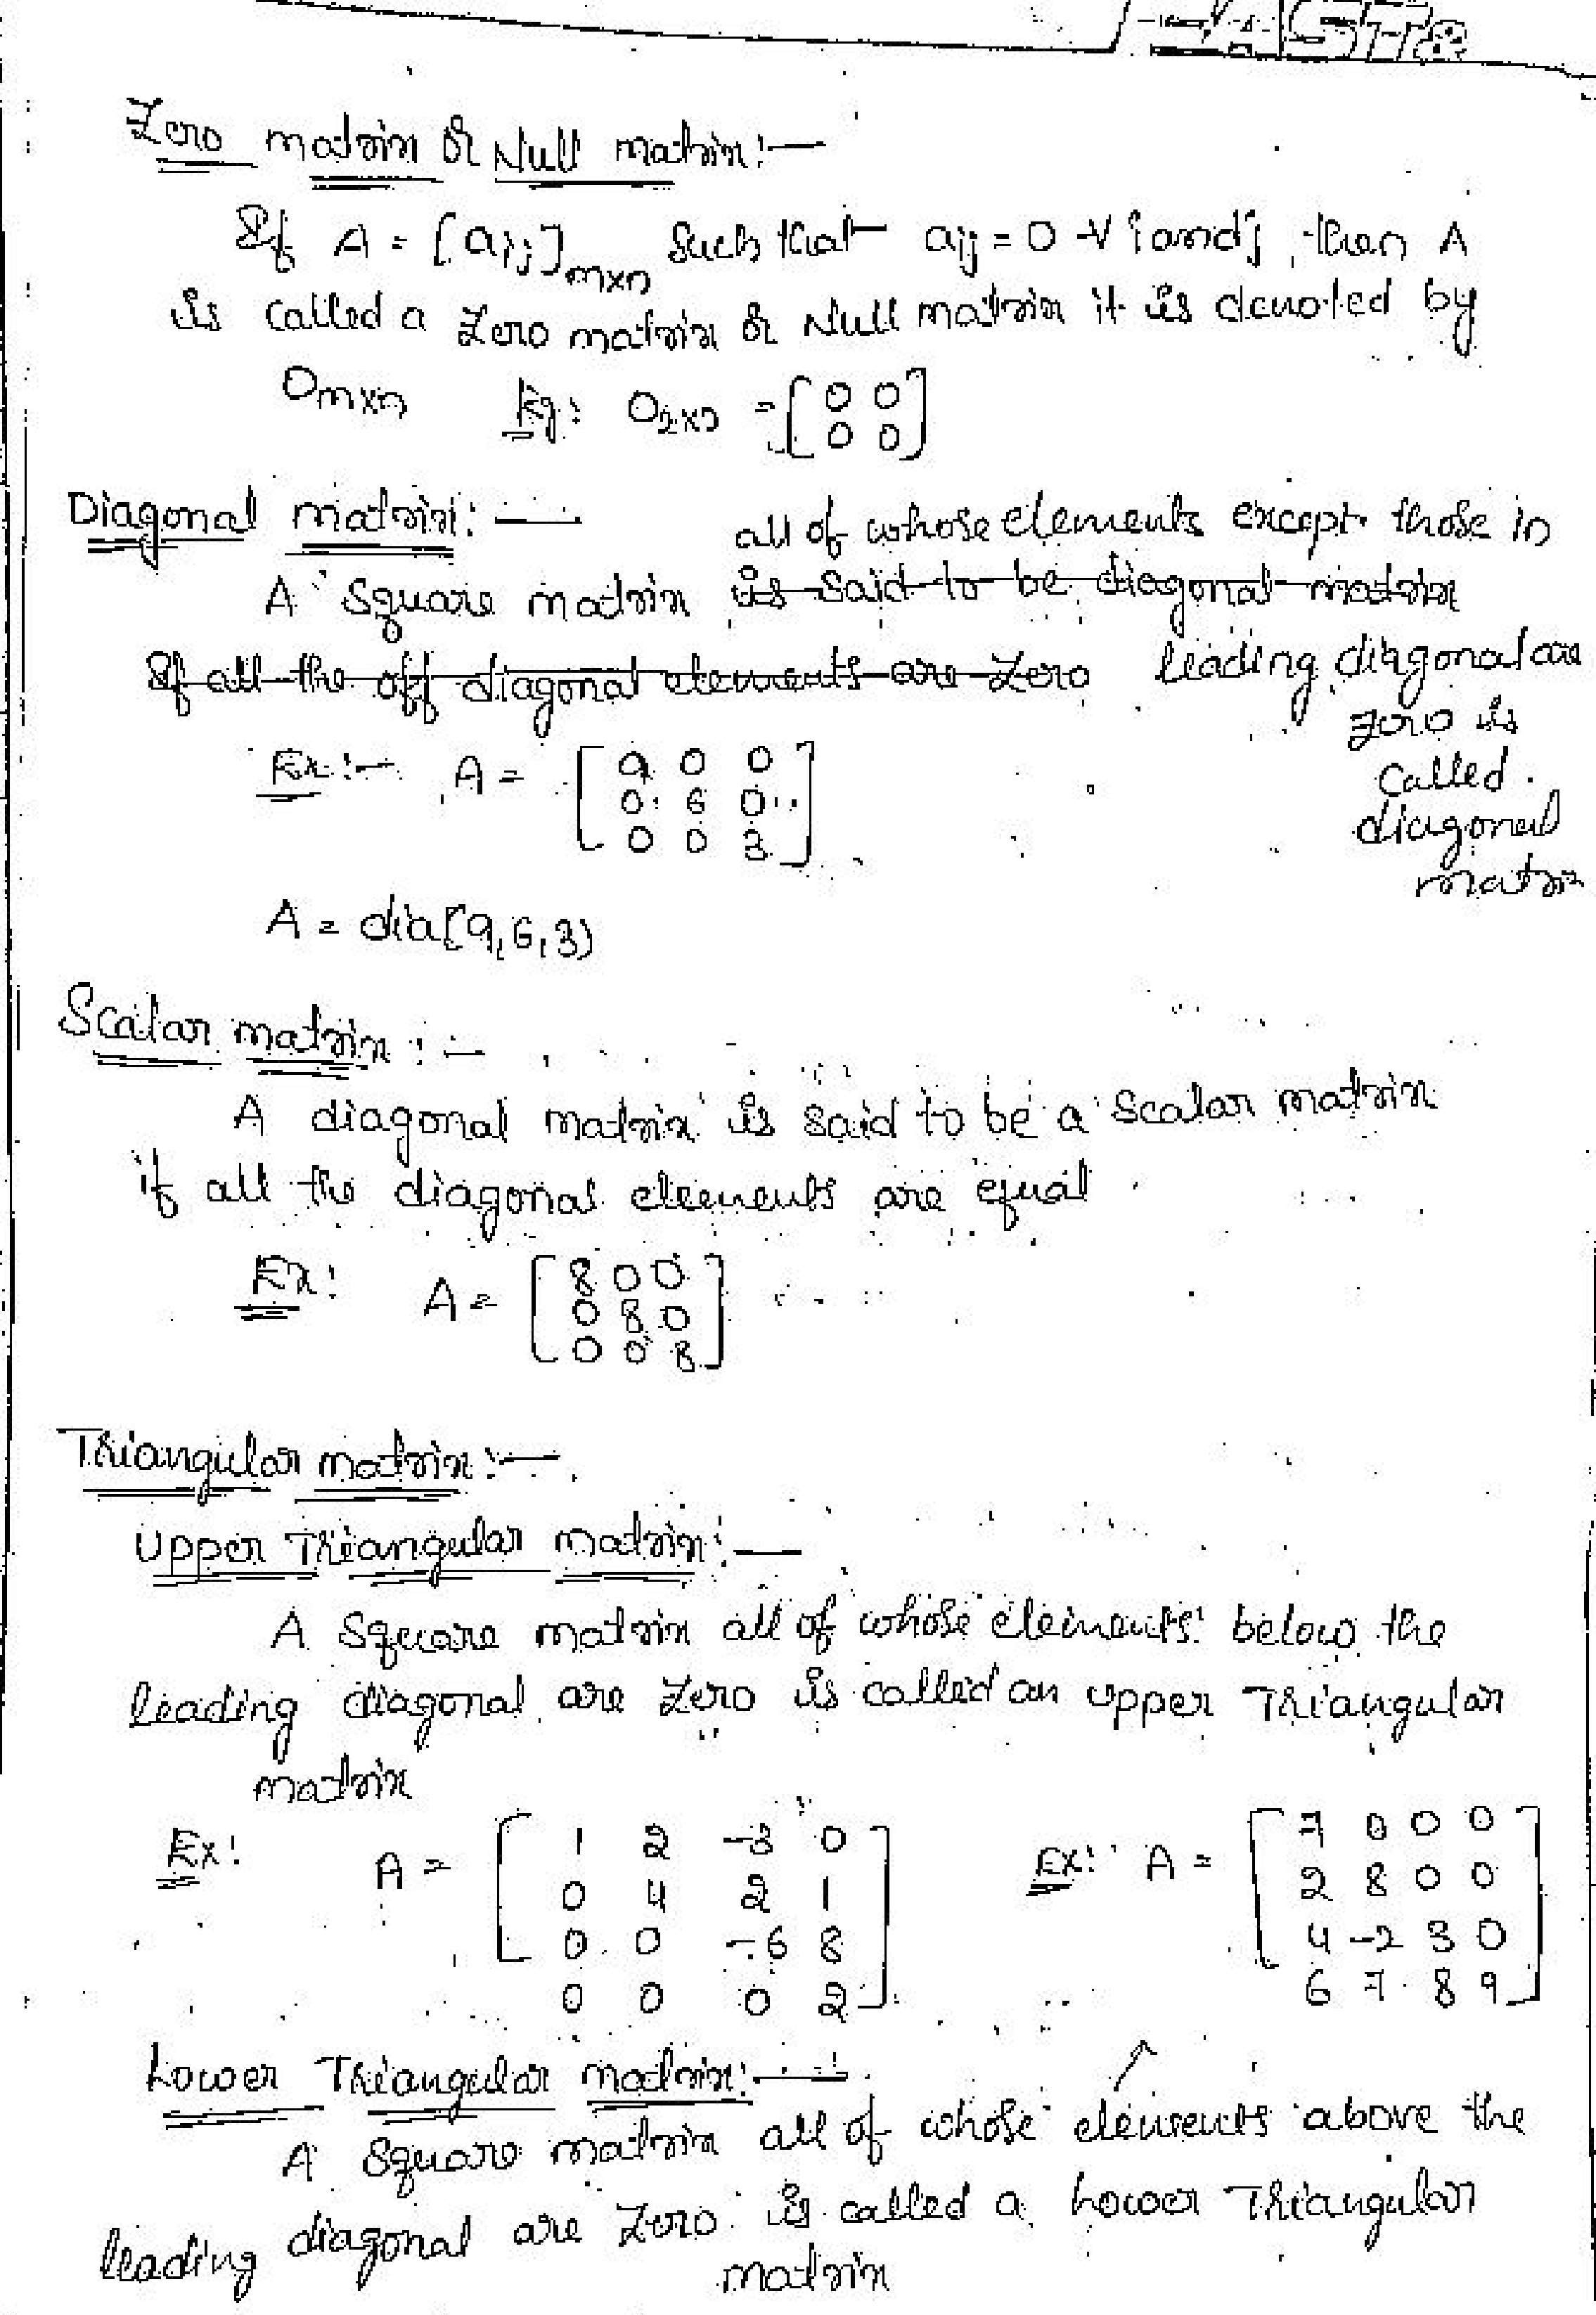 EAST &
Zero matrix Or Null matrix:—
If A = [aij]m×n Such that aij = 0 ∀ i and j, then A
is called a Zero matrix Or Null matrix it is denoted by
Om×n Eg: O2×2 = [0 0
0 0]
Diagonal matrix:—
all of whose elements except those in
A Square matrix is said to be diagonal matrix
If all the off diagonal elements are Zero leading diagonal are
zero is
called
diagonal
matrix
Ex:— A = [9 0 0
0 6 0
0 0 3]
A = dia[9,6,3)
Scalar matrix:—
A diagonal matrix is said to be a Scalar matrix
if all the diagonal elements are equal
Ex: A = [8 0 0
0 8 0
0 0 8]
Triangular matrix:—
Upper Triangular matrix:—
A Square matrix all of whose elements below the
leading diagonal are Zero is called an upper Triangular
matrix
Ex: A = [1 2 -3 0
0 4 2 1
0 0 -6 8
0 0 0 2]
Ex: A = [7 0 0 0
2 8 0 0
4 -2 3 0
6 7 8 9]
Lower Triangular matrix:—
A Square matrix all of whose elements above the
leading diagonal are Zero is called a Lower Triangular
matrix